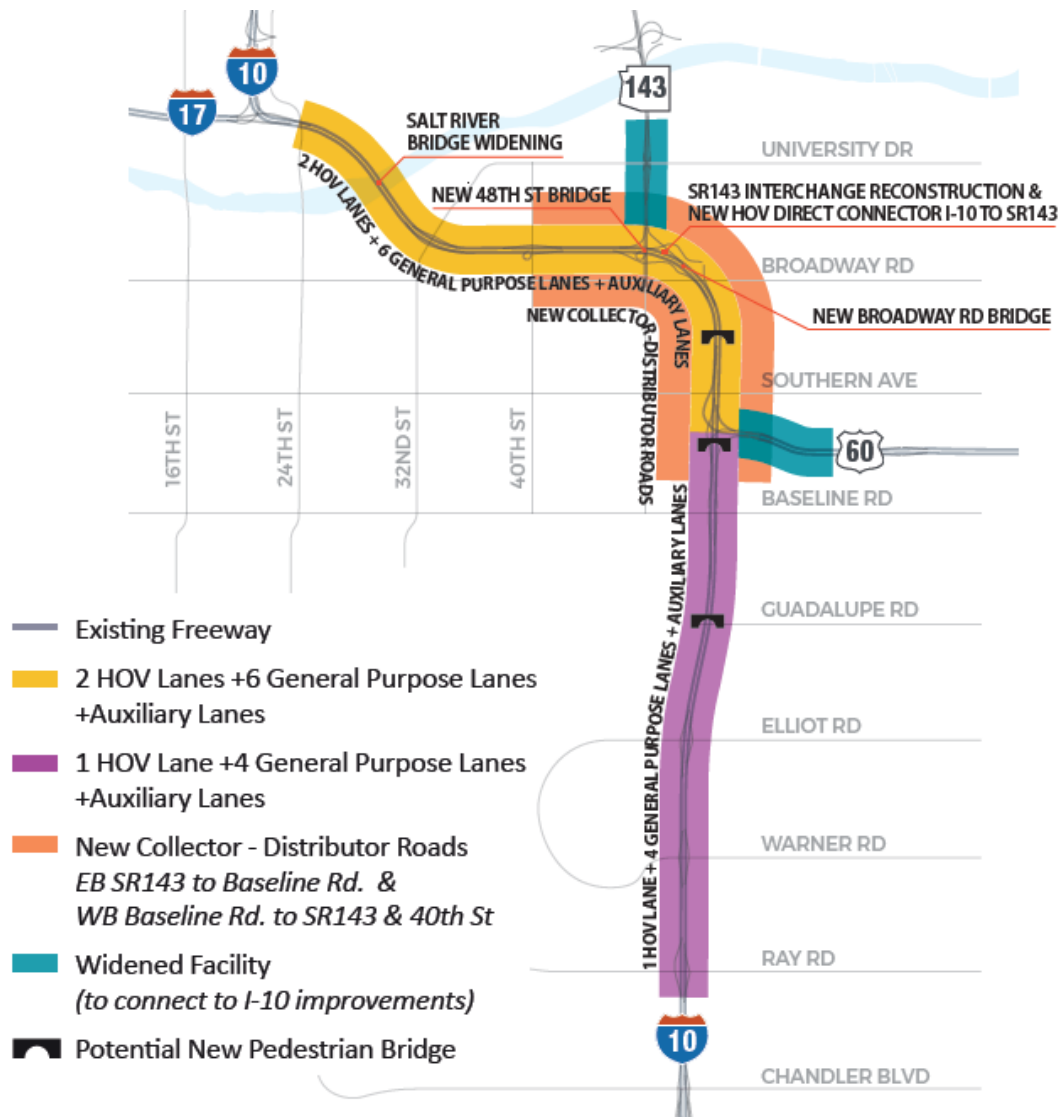 10
17
143
SALT RIVER
BRIDGE WIDENING
UNIVERSITY DR
NEW 48TH ST BRIDGE
SR143 INTERCHANGE RECONSTRUCTION &
NEW HOV DIRECT CONNECTOR I-10 TO SR143
2 HOV LANES + 6 GENERAL PURPOSE LANES + AUXILIARY LANES
BROADWAY RD
NEW COLLECTOR-DISTRIBUTOR ROADS
NEW BROADWAY RD BRIDGE
SOUTHERN AVE
16TH ST
24TH ST
32ND ST
40TH ST
60
BASELINE RD
1 HOV LANE + 4 GENERAL PURPOSE LANES + AUXILIARY LANES
GUADALUPE RD
ELLIOT RD
WARNER RD
RAY RD
10
CHANDLER BLVD
Existing Freeway
2 HOV Lanes +6 General Purpose Lanes
+Auxiliary Lanes
1 HOV Lane +4 General Purpose Lanes
+Auxiliary Lanes
New Collector - Distributor Roads
EB SR143 to Baseline Rd. &
WB Baseline Rd. to SR143 & 40th St
Widened Facility
(to connect to I-10 improvements)
Potential New Pedestrian Bridge